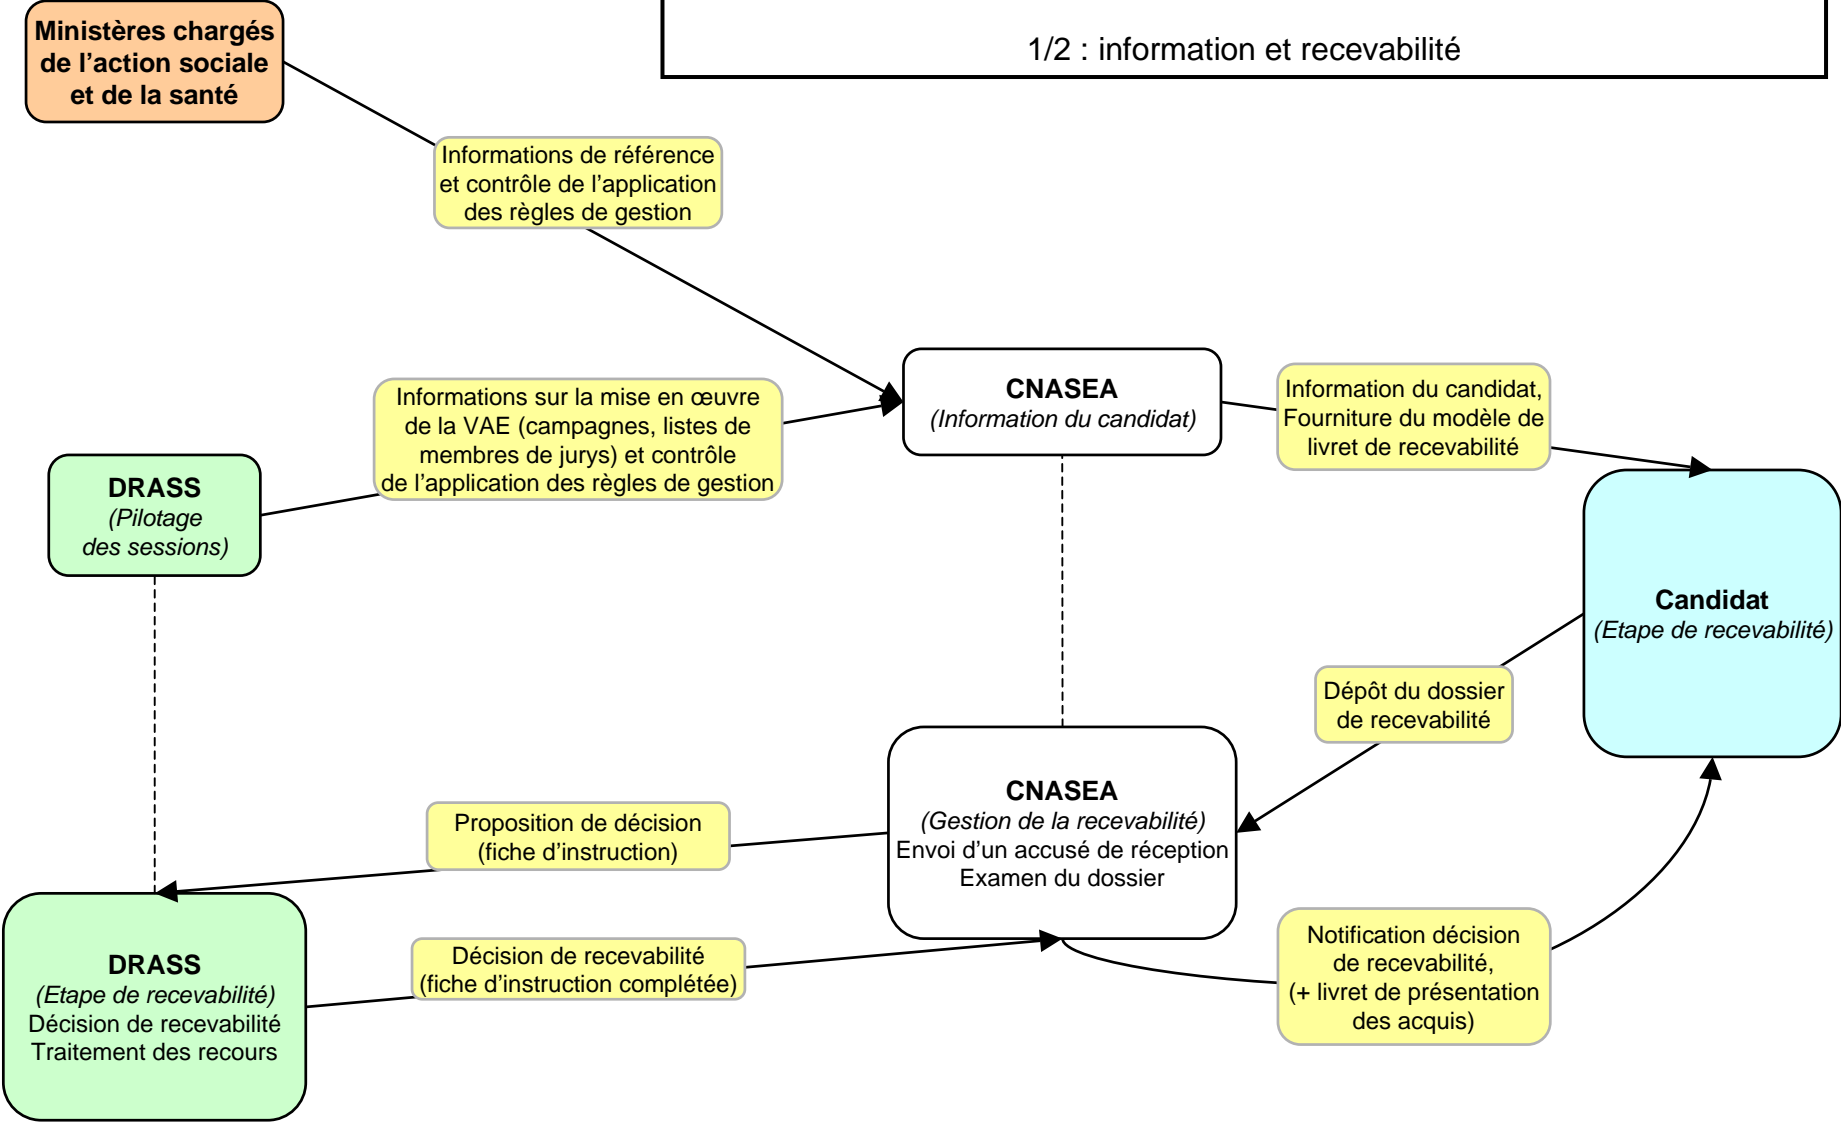 Ministères chargés
de l’action sociale
et de la santé
1/2 : information et recevabilité
Informations de référence
et contrôle de l’application
des règles de gestion
CNASEA
(Information du candidat)
Information du candidat,
Fourniture du modèle de
livret de recevabilité
Informations sur la mise en œuvre
de la VAE (campagnes, listes de
membres de jurys) et contrôle
de l’application des règles de gestion
DRASS
(Pilotage
des sessions)
Candidat
(Etape de recevabilité)
Dépôt du dossier
de recevabilité
CNASEA
(Gestion de la recevabilité)
Envoi d’un accusé de réception
Examen du dossier
Proposition de décision
(fiche d’instruction)
DRASS
(Etape de recevabilité)
Décision de recevabilité
Traitement des recours
Décision de recevabilité
(fiche d’instruction complétée)
Notification décision
de recevabilité,
(+ livret de présentation
des acquis)